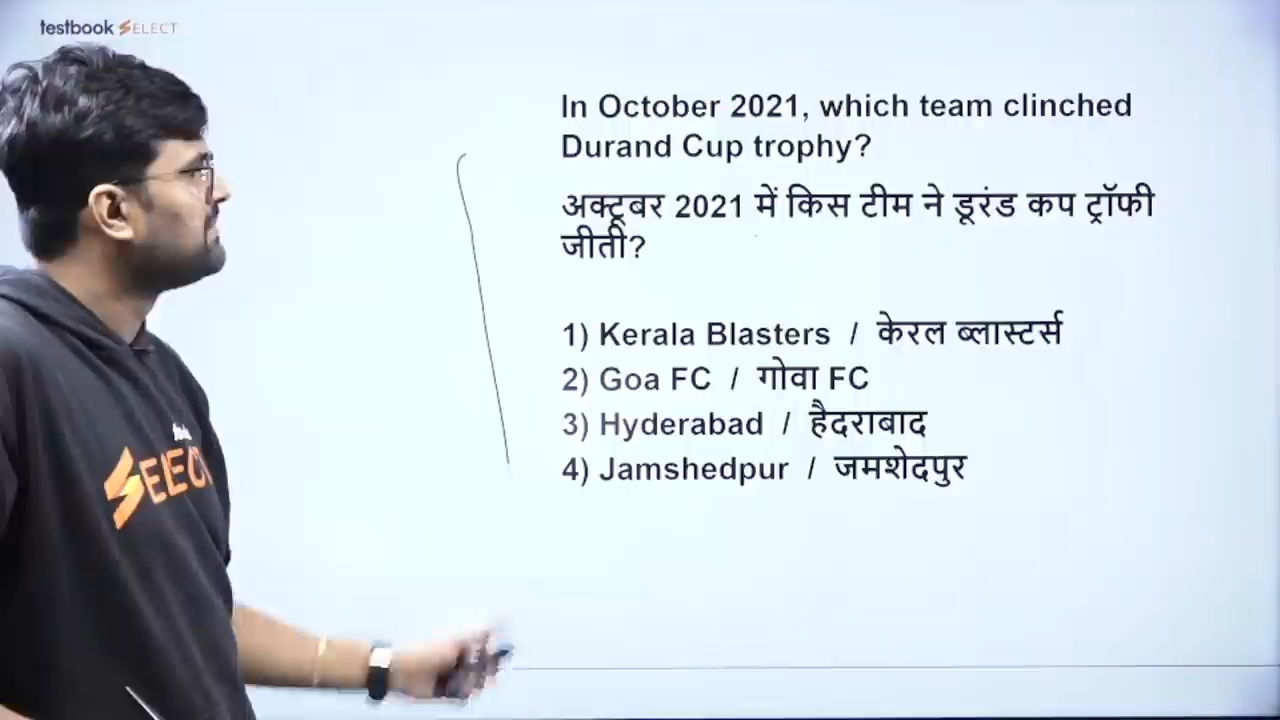 testbook SELECT
In October 2021, which team clinched
Durand Cup trophy?
अक्टूबर 2021 में किस टीम ने डूरंड कप ट्रॉफी
जीती?
1) Kerala Blasters / केरल ब्लास्टर्स
2) Goa FC / गोवा FC
3) Hyderabad / हैदराबाद
4) Jamshedpur / जमशेदपुर
SELECT